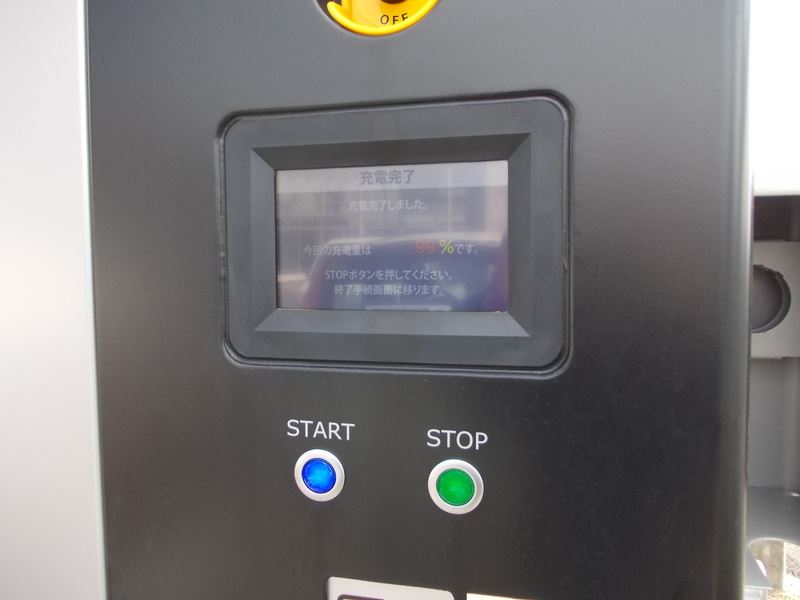 OFF
充電完了
充電完了しました。
今回の充電量は 99 %です。
STOPボタンを押してください。
終了手続画面に移ります。
START STOP